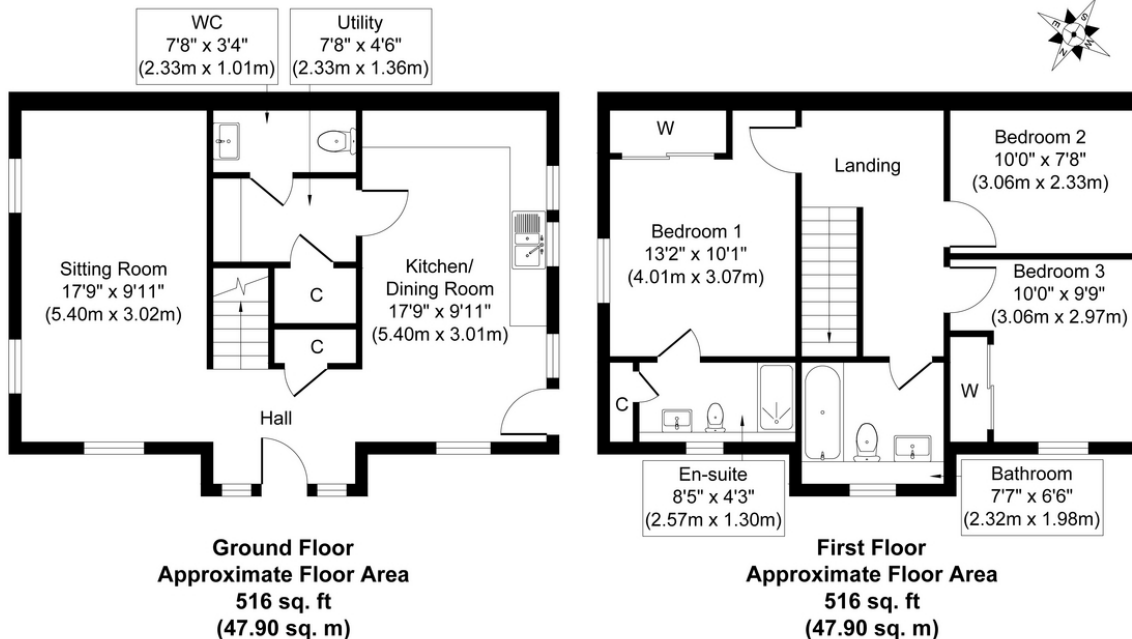 WC
7'8" x 3'4"
(2.33m x 1.01m)
Utility
7'8" x 4'6"
(2.33m x 1.36m)
S
E
W
N
Sitting Room
17'9" x 9'11"
(5.40m x 3.02m)
C
C
Kitchen/
Dining Room
17'9" x 9'11"
(5.40m x 3.01m)
Hall
Ground Floor
Approximate Floor Area
516 sq. ft
(47.90 sq. m)
W
Landing
Bedroom 2
10'0" x 7'8"
(3.06m x 2.33m)
Bedroom 1
13'2" x 10'1"
(4.01m x 3.07m)
Bedroom 3
10'0" x 9'9"
(3.06m x 2.97m)
C
W
En-suite
8'5" x 4'3"
(2.57m x 1.30m)
Bathroom
7'7" x 6'6"
(2.32m x 1.98m)
First Floor
Approximate Floor Area
516 sq. ft
(47.90 sq. m)